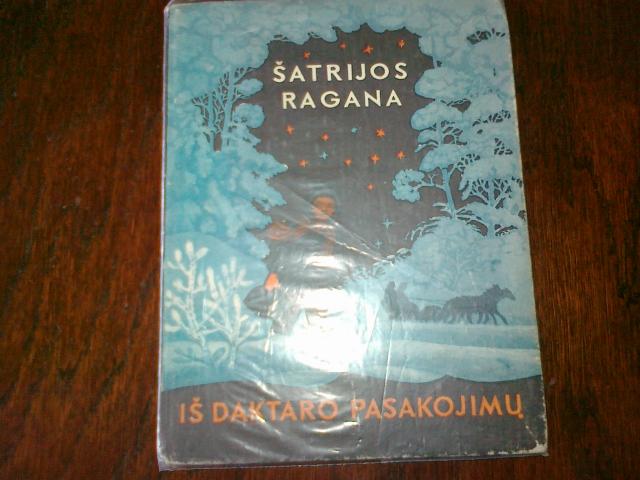 ŠATRIJOS
RAGANA
IŠ DAKTARO PASAKOJIMŲ